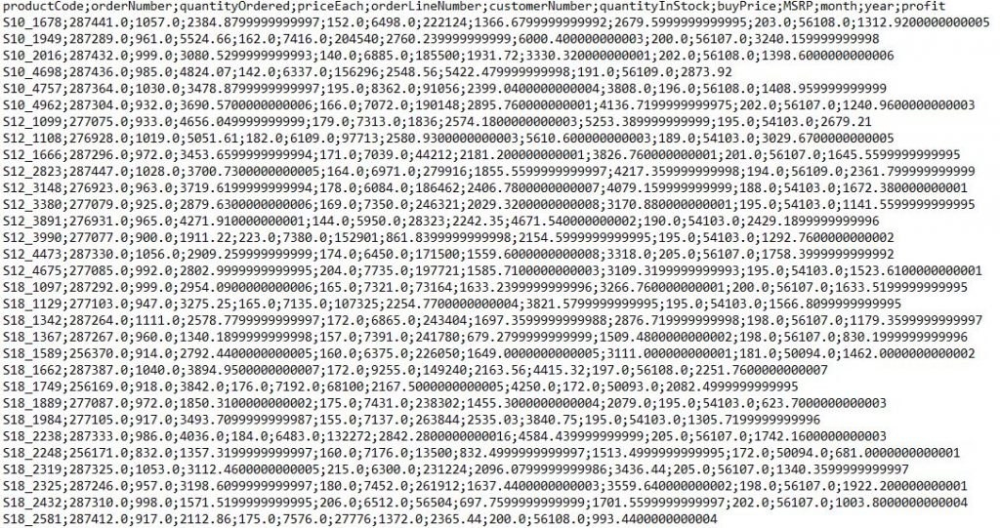 productCode;orderNumber;quantityOrdered;priceEach;orderLineNumber;customerNumber;quantityInStock;buyPrice;MSRP;month;year;profit
S10_1678;287441.0;1057.0;2384.8799999999997;152.0;6498.0;222124;1366.6799999999992;2679.5999999999995;203.0;56108.0;1312.9200000000005
S10_1949;287289.0;961.0;5524.66;162.0;7416.0;204540;2760.239999999999;6000.400000000003;200.0;56107.0;3240.159999999998
S10_2016;287432.0;999.0;3080.5299999999993;140.0;6885.0;185500;1931.72;3330.320000000001;202.0;56108.0;1398.6000000000006
S10_4698;287436.0;985.0;4824.07;142.0;6337.0;156296;2548.56;5422.479999999998;191.0;56109.0;2873.92
S10_4757;287364.0;1030.0;3478.8799999999997;195.0;8362.0;91056;2399.0400000000004;3808.0;196.0;56108.0;1408.959999999999
S10_4962;287304.0;932.0;3690.5700000000006;166.0;7072.0;190148;2895.7600000000001;4136.7199999999975;202.0;56107.0;1240.9600000000003
S12_1099;277075.0;933.0;4656.049999999999;179.0;7313.0;1836;2574.1800000000003;5253.389999999999;195.0;54103.0;2679.21
S12_1108;276928.0;1019.0;5051.61;182.0;6109.0;97713;2580.9300000000003;5610.600000000003;189.0;54103.0;3029.6700000000005
S12_1666;287296.0;972.0;3453.6599999999994;171.0;7039.0;44212;2181.200000000001;3826.760000000001;201.0;56107.0;1645.5599999999995
S12_2823;287447.0;1028.0;3700.7300000000005;164.0;6971.0;279916;1855.5599999999997;4217.359999999998;194.0;56109.0;2361.799999999999
S12_3148;276923.0;963.0;3719.6199999999994;178.0;6084.0;186462;2406.7800000000007;4079.159999999999;188.0;54103.0;1672.380000000001
S12_3380;277079.0;925.0;2879.6300000000006;169.0;7350.0;246321;2029.3200000000008;3170.880000000001;195.0;54103.0;1141.5599999999995
S12_3891;276931.0;965.0;4271.910000000001;144.0;5950.0;28323;2242.35;4671.540000000002;190.0;54103.0;2429.1899999999996
S12_3990;277077.0;900.0;1911.22;223.0;7380.0;152901;861.839999999998;2154.5999999999995;195.0;54103.0;1292.7600000000002
S12_4473;287330.0;1056.0;2909.2599999999993;174.0;6450.0;171500;1559.6000000000008;3318.0;205.0;56107.0;1758.3999999999992
S12_4675;277085.0;992.0;2802.9999999999995;204.0;7735.0;197721;1585.7100000000003;3109.3199999999993;195.0;54103.0;1523.6100000000001
S18_1097;287292.0;999.0;2954.0900000000006;165.0;7321.0;73164;1633.2399999999996;3266.760000000001;200.0;56107.0;1633.5199999999995
S18_1129;277103.0;947.0;3275.25;165.0;7135.0;107325;2254.7700000000004;3821.5799999999995;195.0;54103.0;1566.8099999999995
S18_1342;287264.0;1111.0;2578.7799999999997;172.0;6865.0;243404;1697.3599999999988;2876.7199999999998;198.0;56107.0;1179.3599999999997
S18_1367;287267.0;960.0;1340.1899999999998;157.0;7391.0;241780;679.2799999999999;1509.4800000000002;198.0;56107.0;830.1999999999996
S18_1589;256370.0;914.0;2792.4400000000005;160.0;6375.0;226050;1649.0000000000005;3111.0000000000001;181.0;50094.0;1462.0000000000002
S18_1662;287387.0;1040.0;3894.9500000000007;172.0;9255.0;149240;2163.56;4415.32;197.0;56108.0;2251.7600000000007
S18_1749;256169.0;918.0;3842.0;176.0;7192.0;68100;2167.5000000000005;4250.0;172.0;50093.0;2082.4999999999995
S18_1889;277087.0;972.0;1850.3100000000002;175.0;7431.0;238302;1455.3000000000004;2079.0;195.0;54103.0;623.7000000000003
S18_1984;277105.0;917.0;3493.7099999999987;155.0;7137.0;263844;2535.03;3840.75;195.0;54103.0;1305.7199999999996
S18_2238;287333.0;986.0;4036.0;184.0;6483.0;132272;2842.2800000000016;4584.439999999999;205.0;56107.0;1742.1600000000003
S18_2248;256171.0;832.0;1357.3199999999997;160.0;7176.0;13500;832.4999999999997;1513.4999999999995;172.0;50094.0;681.0000000000001
S18_2319;287325.0;1053.0;3112.4600000000005;215.0;6300.0;231224;2096.0799999999986;3436.44;205.0;56107.0;1340.3599999999997
S18_2325;287246.0;957.0;3198.6099999999997;180.0;7452.0;261912;1637.4400000000003;3559.640000000002;198.0;56107.0;1922.200000000001
S18_2432;287310.0;998.0;1571.5199999999995;206.0;6512.0;56504;697.7599999999999;1701.5599999999997;202.0;56107.0;1003.8000000000004
S18_2581;287412.0;917.0;2112.86;175.0;7576.0;27776;1372.0;2365.44;200.0;56108.0;993.4400000000004